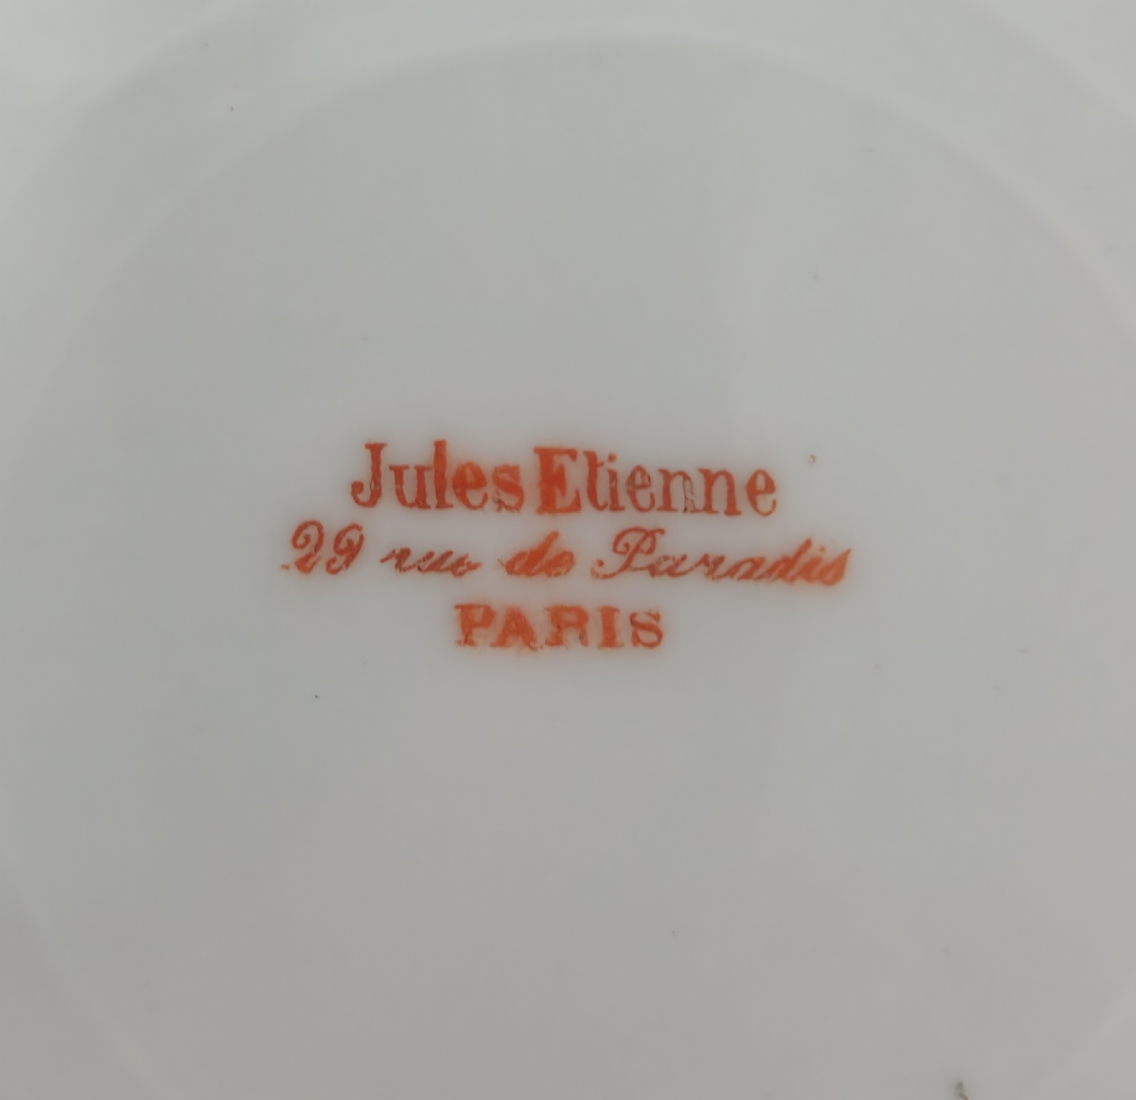 Jules Etienne
29 rue de Paradis
PARIS